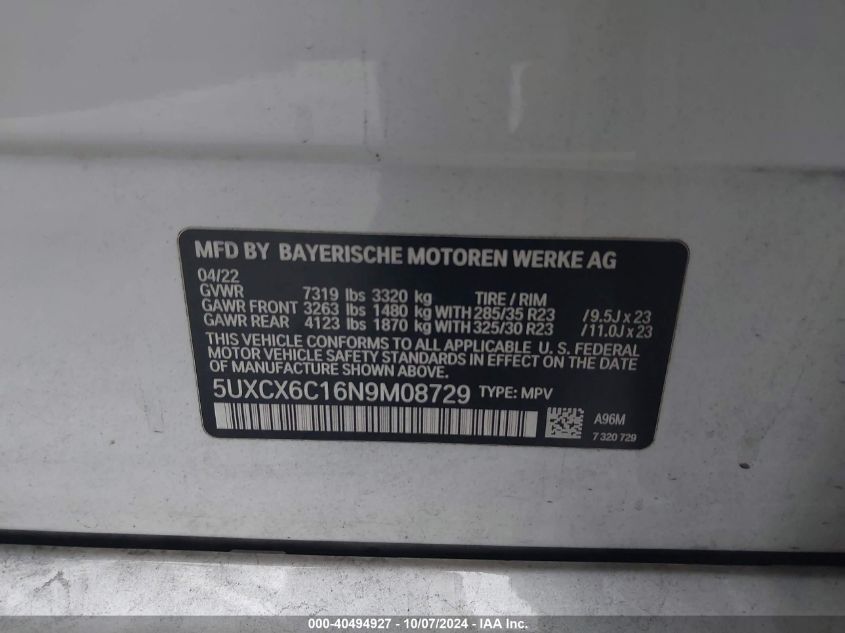 MFD BY BAYERISCHE MOTOREN WERKE AG
04/22
GVWR 7319 lbs 3320 kg TIRE / RIM
GAWR FRONT 3263 lbs 1480 kg WITH 285/35 R23 /9.5J x 23
GAWR REAR 4123 lbs 1870 kg WITH 325/30 R23 /11.0J x 23
THIS VEHICLE CONFORMS TO ALL APPLICABLE U. S. FEDERAL
MOTOR VEHICLE SAFETY STANDARDS IN EFFECT ON THE DATE
OF MANUFACTURE SHOWN ABOVE.
5UXCX6C16N9M08729 TYPE: MPV
A96M
7 320 729
000-40494927 - 10/07/2024 - IAA Inc.